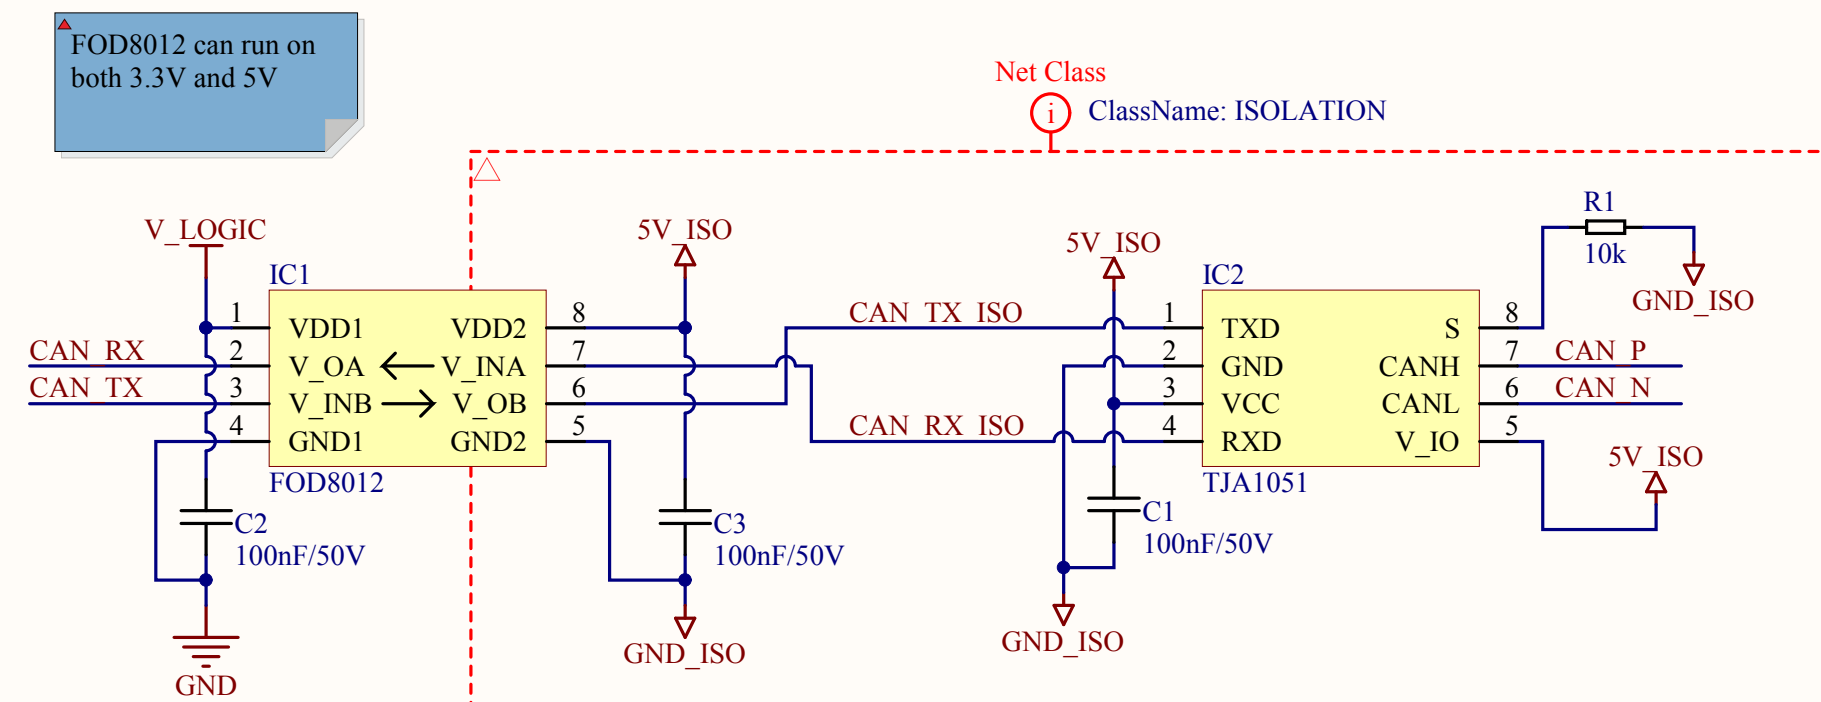 FOD8012 can run on
both 3.3V and 5V
Net Class
i
ClassName: ISOLATION
V_LOGIC
IC1
1
2
3
4
VDD1
V_OA
V_INB
GND1
VDD2
V_INA
V_OB
GND2
8
7
6
5
FOD8012
CAN_RX
CAN_TX
C2
100nF/50V
GND
5V_ISO
C3
100nF/50V
GND_ISO
CAN_TX_ISO
CAN_RX_ISO
5V_ISO
C1
100nF/50V
GND_ISO
IC2
1
2
3
4
TXD
GND
VCC
RXD
S
CANH
CANL
V_IO
8
7
6
5
TJA1051
R1
10k
GND_ISO
CAN_P
CAN_N
5V_ISO